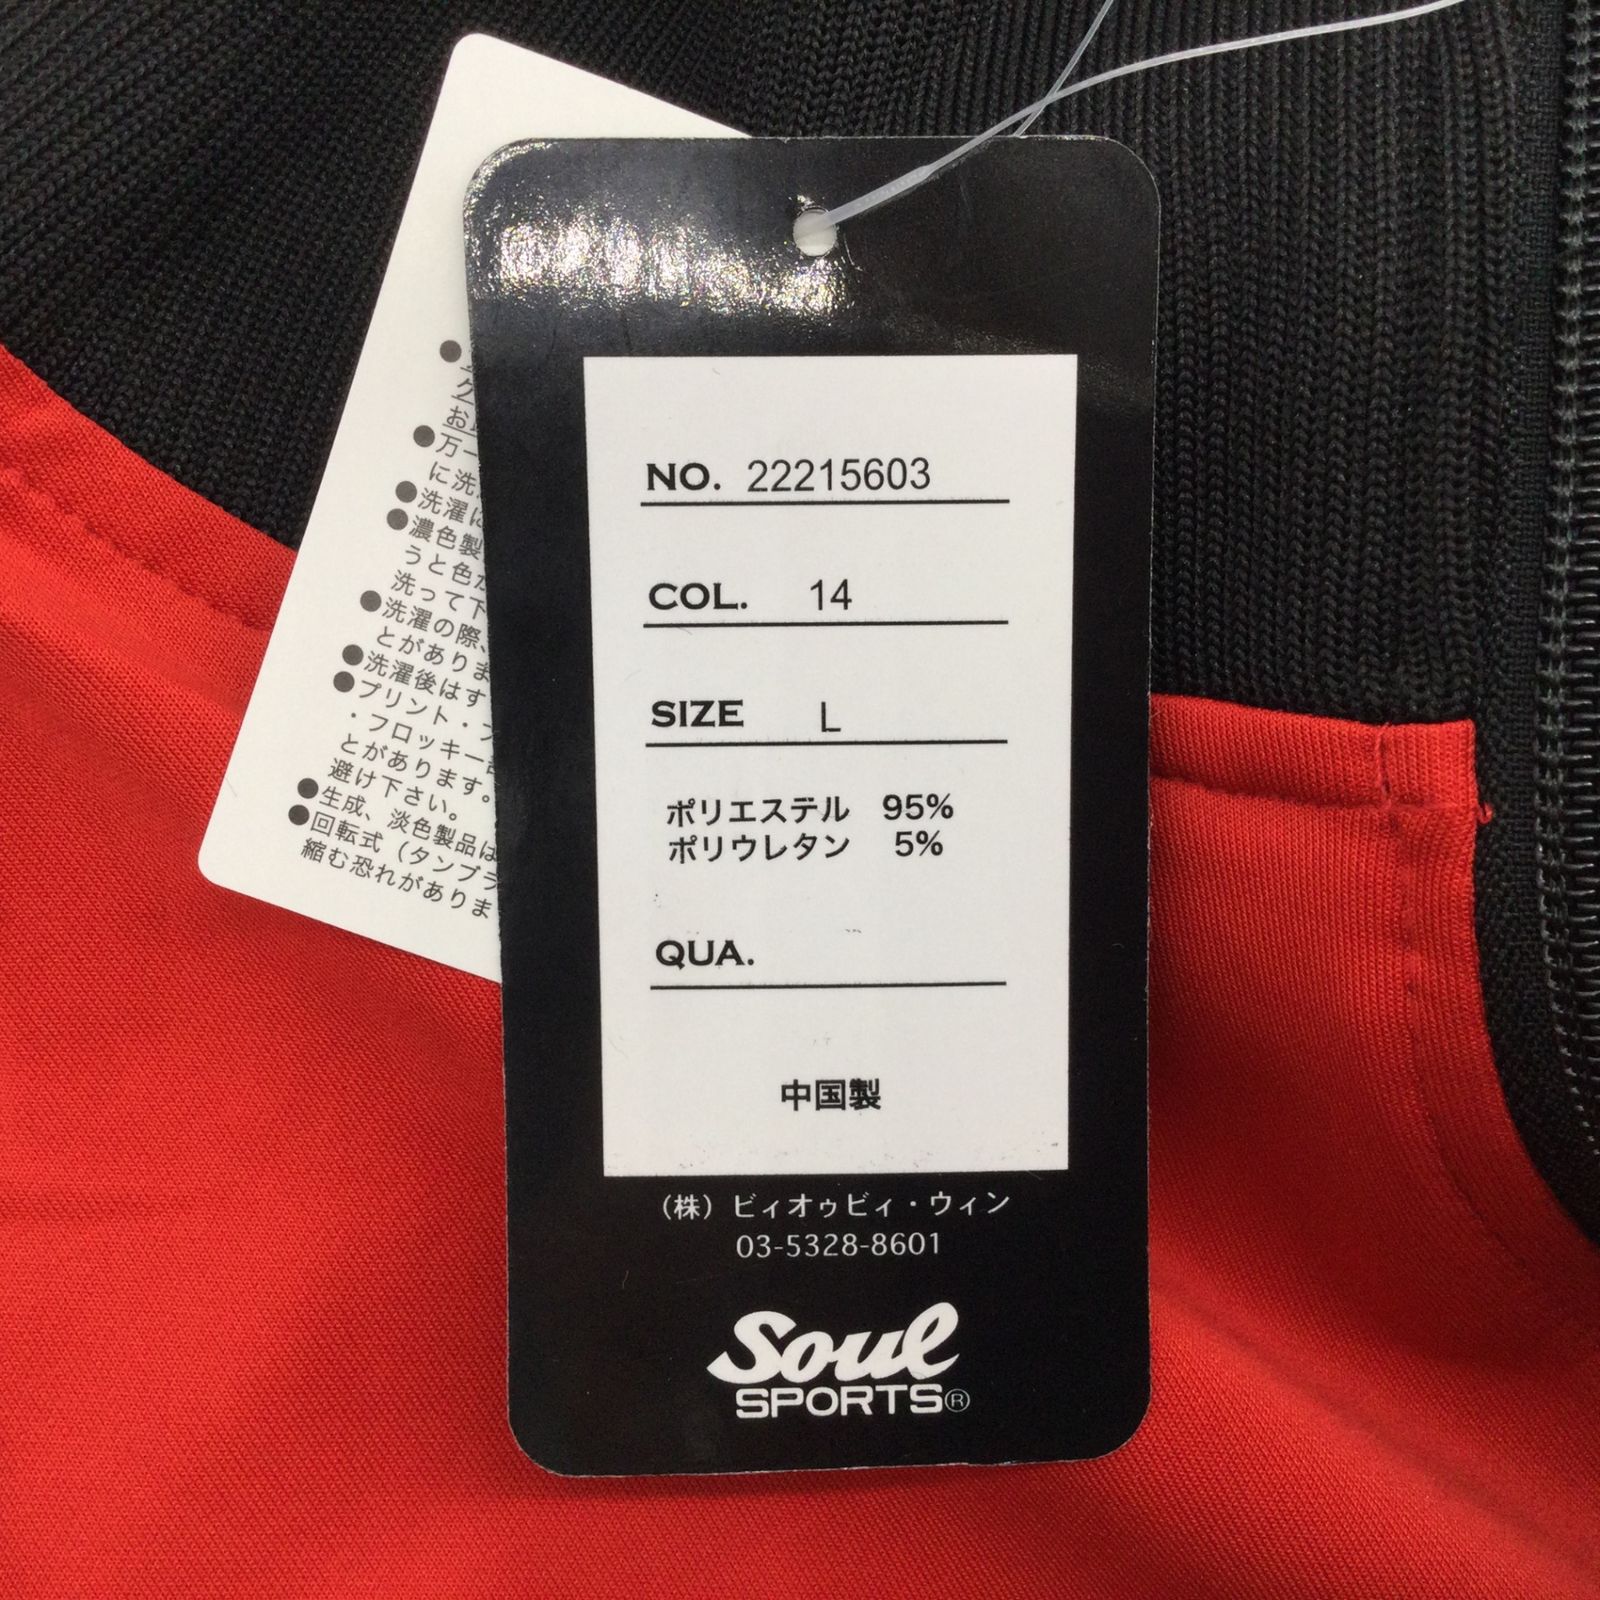 NO. 22215603
COL. 14
SIZE L
ポリエステル 95%
ポリウレタン 5%
QUA.
中国製
（株）ビィオゥビィ・ウィン
03-5328-8601
Soul
SPORTS®
●
お
●万一
に洗
●洗濯に
●濃色製
うと色
洗って下
●洗濯の際、
とがありま
●洗濯後はす
●プリント・フ
・フロッキー
とがあります。
避け下さい。
●生成、淡色製品は
●回転式（タンブラ
縮む恐れがありま